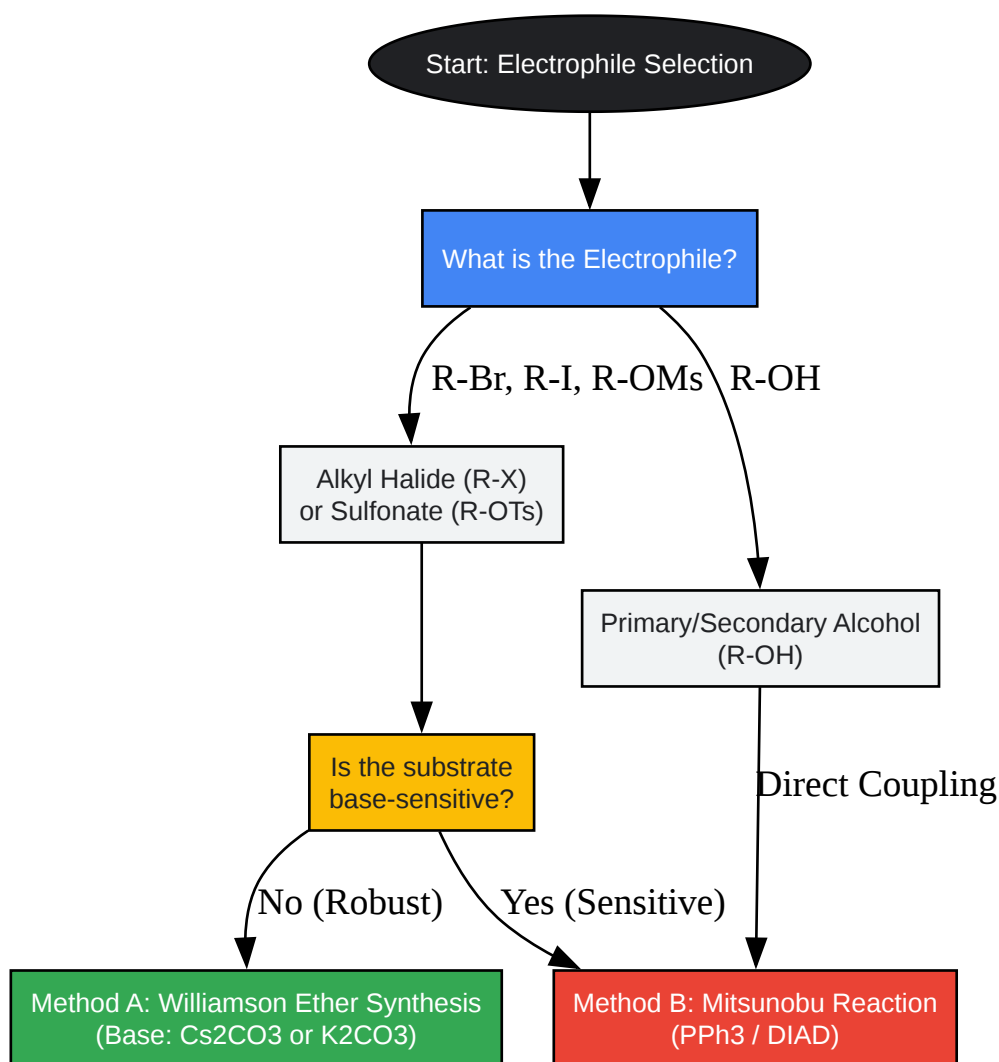 Start: Electrophile Selection
What is the Electrophile?
R-Br, R-I, R-OMs
R-OH
Alkyl Halide (R-X)
or Sulfonate (R-OTs)
Primary/Secondary Alcohol
(R-OH)
Is the substrate
base-sensitive?
Direct Coupling
No (Robust)
Yes (Sensitive)
Method A: Williamson Ether Synthesis
(Base: Cs2CO3 or K2CO3)
Method B: Mitsunobu Reaction
(PPh3 / DIAD)